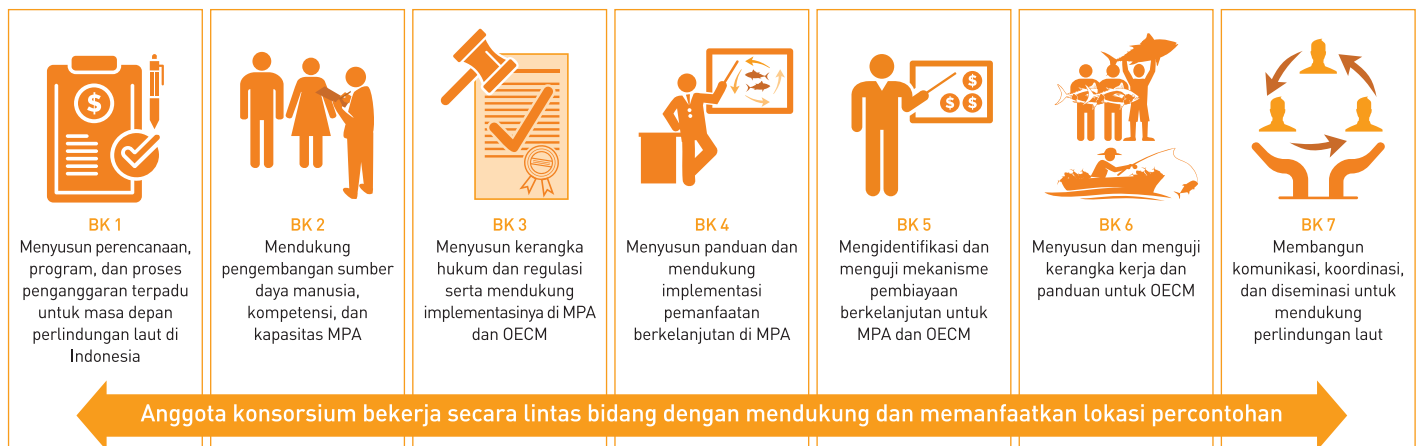 BK 1
Menyusun perencanaan,
program, dan proses
penganggaran terpadu
untuk masa depan
perlindungan laut di
Indonesia
BK 2
Mendukung
pengembangan sumber
daya manusia,
kompetensi, dan
kapasitas MPA
BK 3
Menyusun kerangka
hukum dan regulasi
serta mendukung
implementasinya di MPA
dan OECM
BK 4
Menyusun panduan dan
mendukung
implementasi
pemanfaatan
berkelanjutan di MPA
BK 5
Mengidentifikasi dan
menguji mekanisme
pembiayaan
berkelanjutan untuk
MPA dan OECM
BK 6
Menyusun dan menguji
kerangka kerja dan
panduan untuk OECM
BK 7
Membangun
komunikasi, koordinasi,
dan diseminasi untuk
mendukung
perlindungan laut
Anggota konsorsium bekerja secara lintas bidang dengan mendukung dan memanfaatkan lokasi percontohan